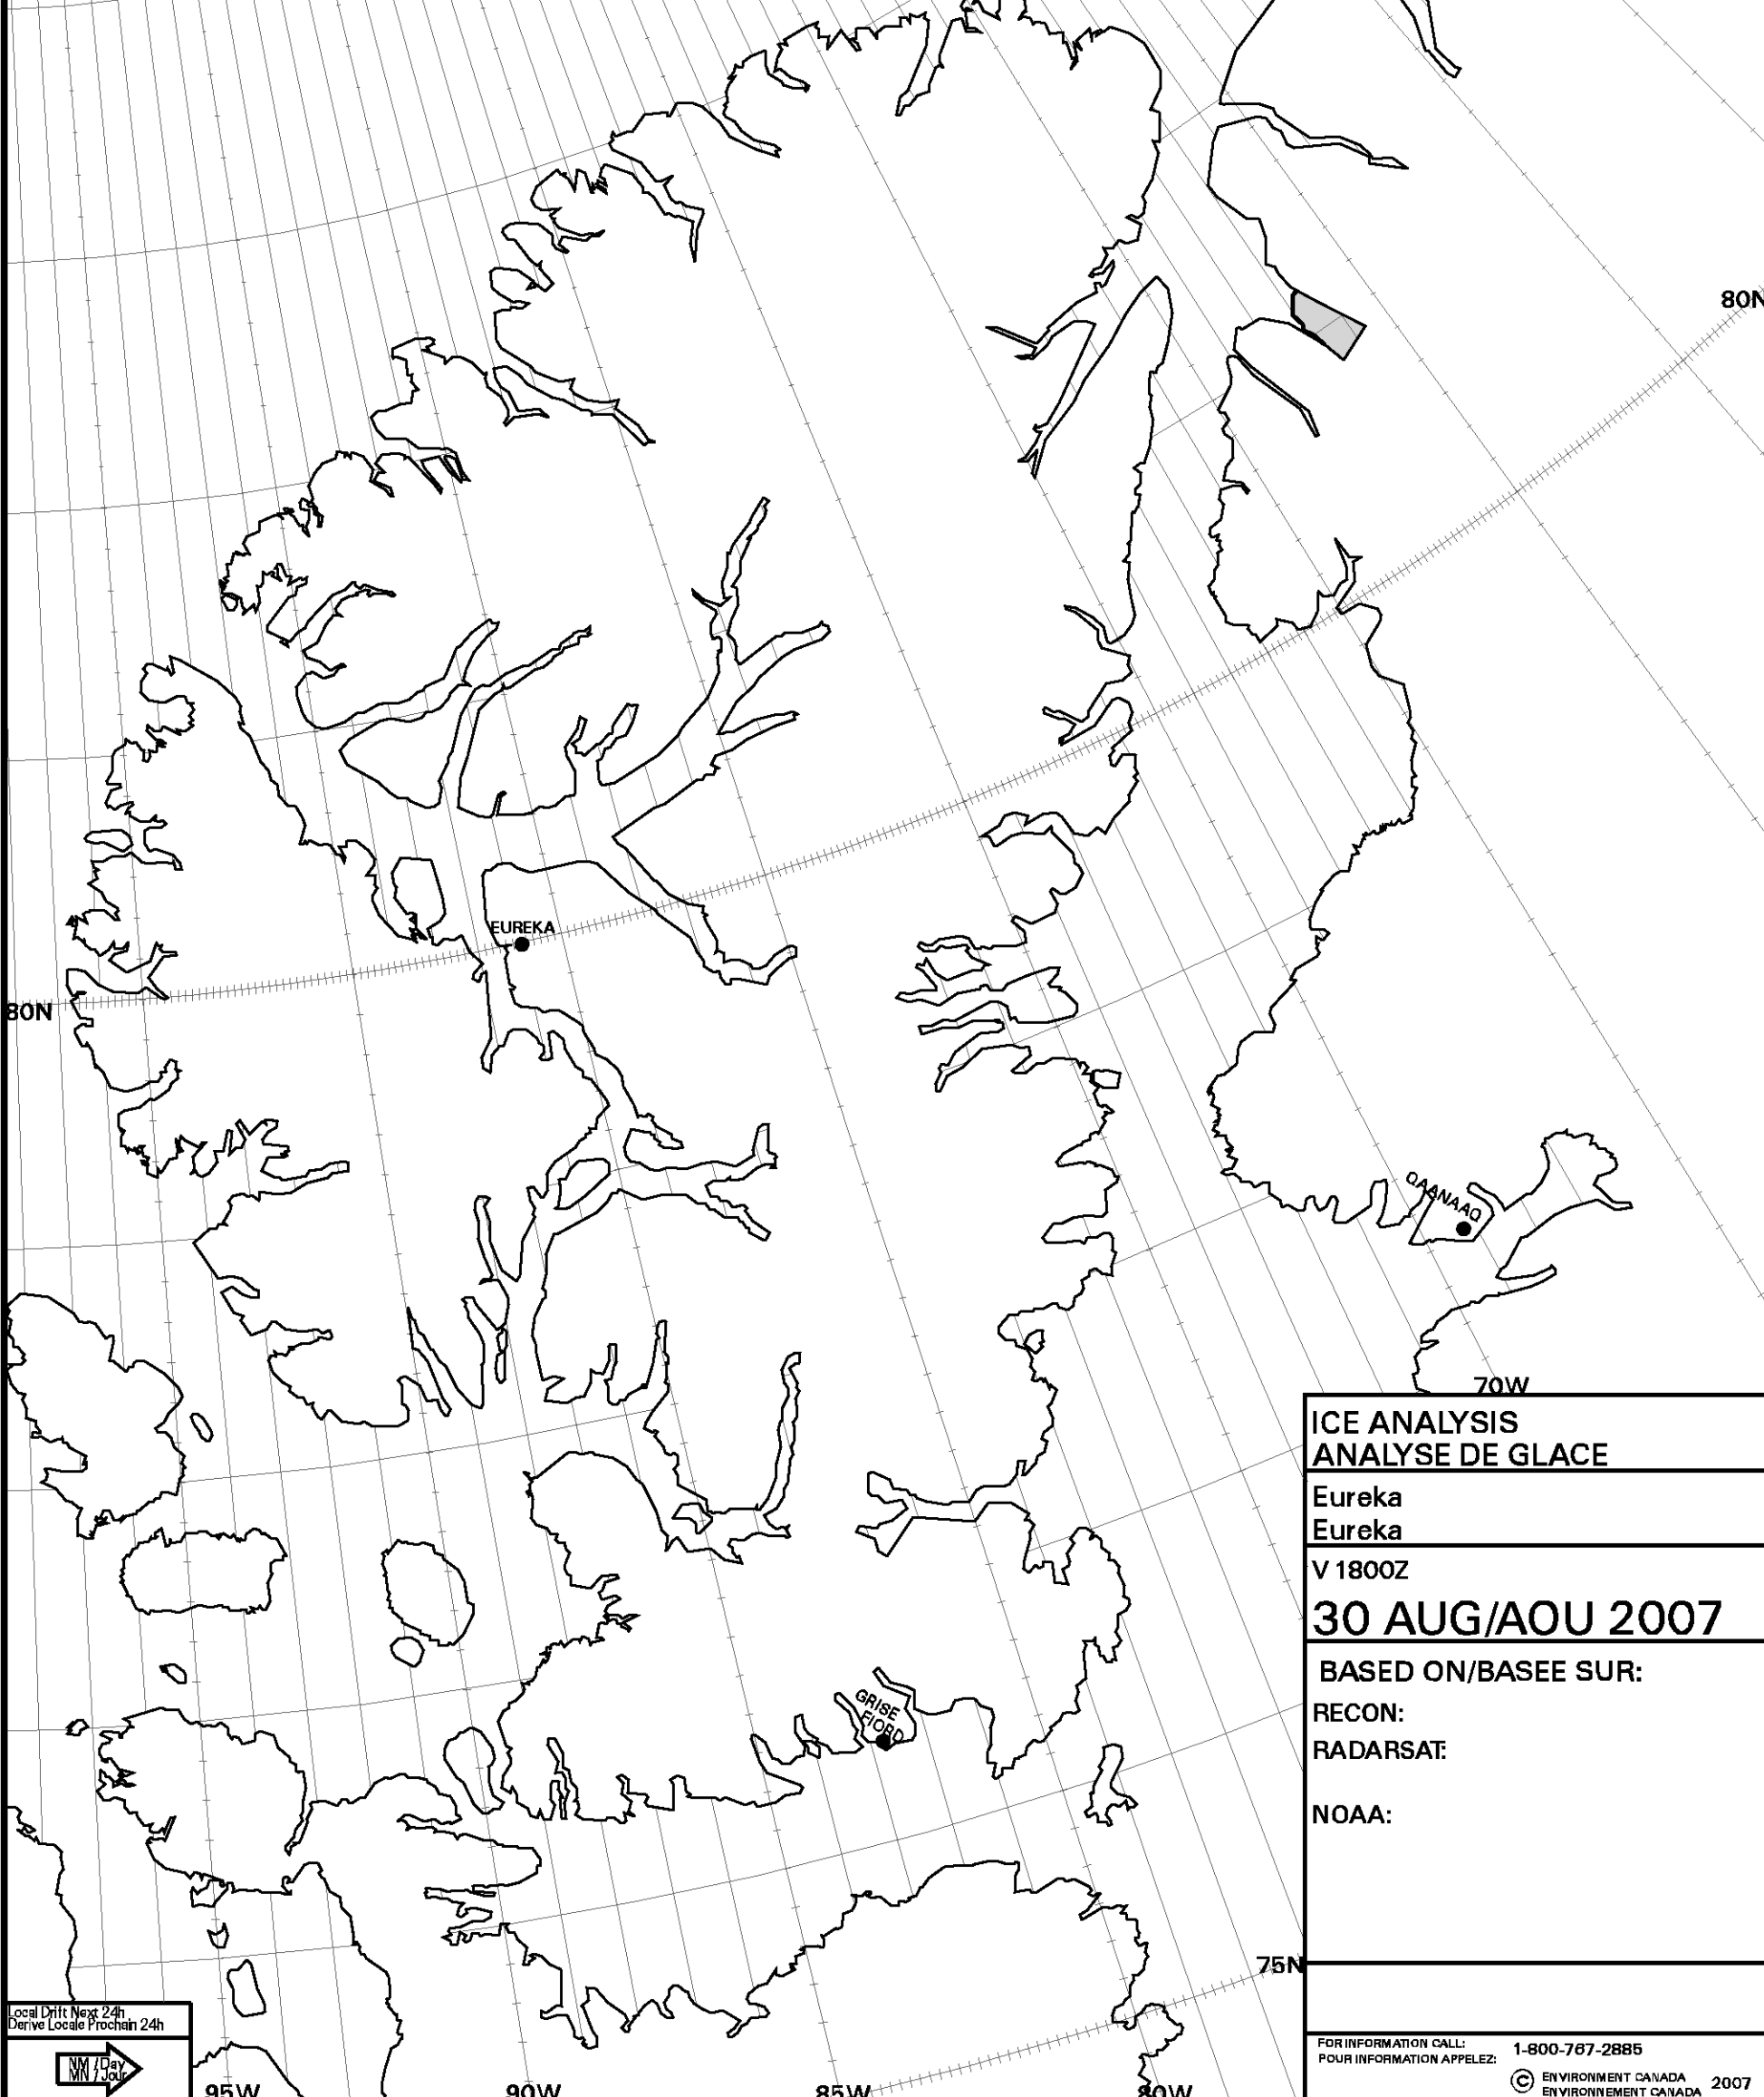 80N
EUREKA
80N
QAANAAQ
70W
ICE ANALYSIS
ANALYSE DE GLACE
Eureka
Eureka
V 1800Z
30 AUG/AOU 2007
BASED ON/BASEE SUR:
RECON:
RADARSAT:
NOAA:
GRISE
FIORD
75N
Local Drift Next 24h
Derive Locale Prochain 24h
NM / Day
MN / Jour
95W
90W
85W
80W
FOR INFORMATION CALL: 1-800-767-2885
POUR INFORMATION APPELEZ:
© ENVIRONMENT CANADA 2007
ENVIRONNEMENT CANADA